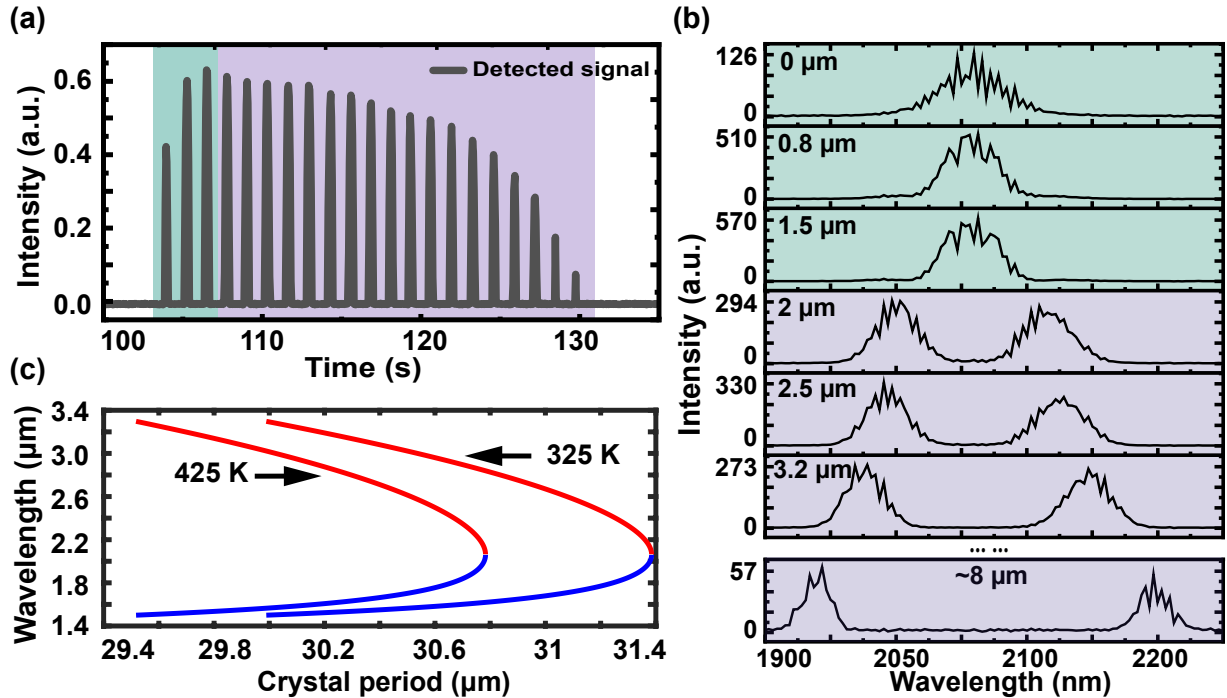 (a)
Intensity (a.u.)
0.6
0.4
0.2
0.0
Detected signal
100
110
120
130
Time (s)
(b)
Intensity (a.u.)
126
0
0 µm
510
0
0.8 µm
570
0
1.5 µm
294
0
2 µm
330
0
2.5 µm
273
0
3.2 µm
... ...
57
0
~8 µm
1900
2050
2100
2200
Wavelength (nm)
(c)
Wavelength (µm)
3.4
3.0
2.6
2.2
1.8
1.4
425 K
325 K
29.4
29.8
30.2
30.6
31
31.4
Crystal period (µm)